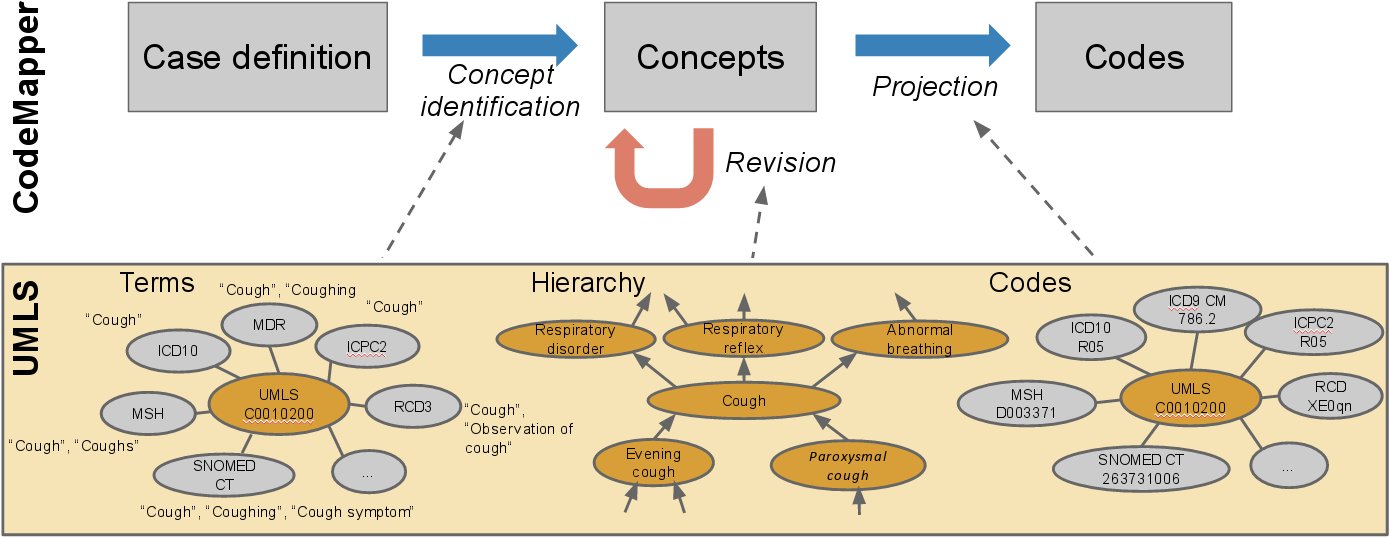 CodeMapper
Case definition
Concept
identification
Concepts
Projection
Codes
Revision
UMLS
Terms
“Cough”
“Cough”, “Coughing
“Cough”
MDR
ICD10
ICPC2
UMLS
C0010200
MSH
RCD3
“Cough”, “Coughs”
“Cough”,
“Observation of
cough“
SNOMED
CT
...
“Cough”, “Coughing”, “Cough symptom”
Hierarchy
Respiratory
disorder
Respiratory
reflex
Abnormal
breathing
Cough
Evening
cough
Paroxysmal
cough
Codes
ICD9 CM
786.2
ICD10
R05
ICPC2
R05
UMLS
C0010200
MSH
D003371
RCD
XE0qn
SNOMED CT
263731006
...